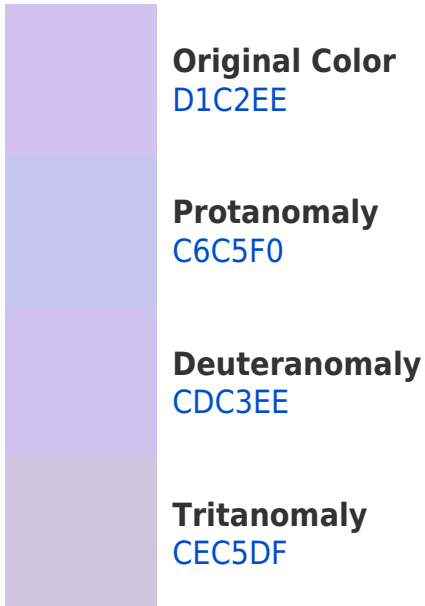 Original Color
D1C2EE
Protanomaly
C6C5F0
Deuteranomaly
CDC3EE
Tritanomaly
CEC5DF